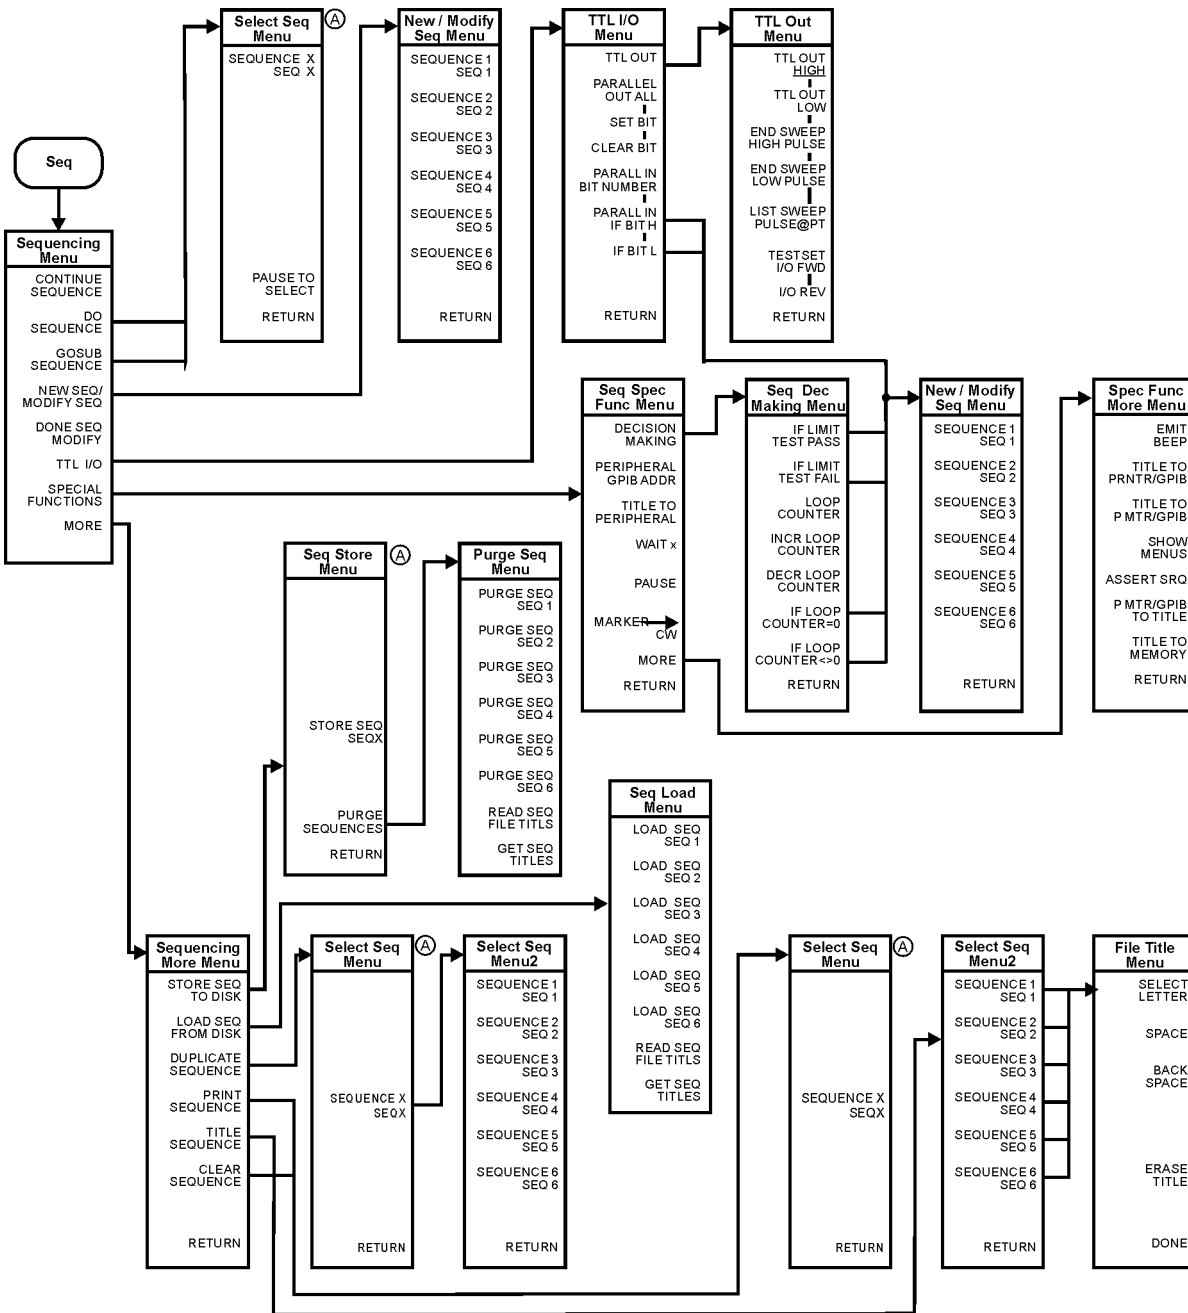 Seq
Sequencing
Menu
CONTINUE
SEQUENCE
DO
SEQUENCE
GOSUB
SEQUENCE
NEW SEQ/
MODIFY SEQ
DONE SEQ
MODIFY
TTL I/O
SPECIAL
FUNCTIONS
MORE
Select Seq
Menu
A
SEQUENCE X
SEQ X
PAUSE TO
SELECT
RETURN
New / Modify
Seq Menu
SEQUENCE 1
SEQ 1
SEQUENCE 2
SEQ 2
SEQUENCE 3
SEQ 3
SEQUENCE 4
SEQ 4
SEQUENCE 5
SEQ 5
SEQUENCE 6
SEQ 6
RETURN
TTL I/O
Menu
TTL OUT
PARALLEL
OUT ALL
SET BIT
CLEAR BIT
PARALL IN
BIT NUMBER
PARALL IN
IF BIT H
IF BIT L
RETURN
TTL Out
Menu
TTL OUT
HIGH
TTL OUT
LOW
END SWEEP
HIGH PULSE
END SWEEP
LOW PULSE
LIST SWEEP
PULSE@PT
TESTSET
I/O FWD
I/O REV
RETURN
Seq Spec
Func Menu
DECISION
MAKING
PERIPHERAL
GPIB ADDR
TITLE TO
PERIPHERAL
WAIT x
PAUSE
MARKER
CW
MORE
RETURN
Seq Dec
Making Menu
IF LIMIT
TEST PASS
IF LIMIT
TEST FAIL
LOOP
COUNTER
INCR LOOP
COUNTER
DECR LOOP
COUNTER
IF LOOP
COUNTER=0
IF LOOP
COUNTER<>0
RETURN
New / Modify
Seq Menu
SEQUENCE 1
SEQ 1
SEQUENCE 2
SEQ 2
SEQUENCE 3
SEQ 3
SEQUENCE 4
SEQ 4
SEQUENCE 5
SEQ 5
SEQUENCE 6
SEQ 6
RETURN
Spec Func
More Menu
EMIT
BEEP
TITLE TO
PRNTR/GPIB
TITLE TO
P MTR/GPIB
SHOW
MENUS
ASSERT SRQ
P MTR/GPIB
TO TITLE
TITLE TO
MEMORY
RETURN
Seq Store
Menu
A
STORE SEQ
SEQX
PURGE
SEQUENCES
RETURN
Purge Seq
Menu
PURGE SEQ
SEQ 1
PURGE SEQ
SEQ 2
PURGE SEQ
SEQ 3
PURGE SEQ
SEQ 4
PURGE SEQ
SEQ 5
PURGE SEQ
SEQ 6
READ SEQ
FILE TITLS
GET SEQ
TITLES
Seq Load
Menu
LOAD SEQ
SEQ 1
LOAD SEQ
SEQ 2
LOAD SEQ
SEQ 3
LOAD SEQ
SEQ 4
LOAD SEQ
SEQ 5
LOAD SEQ
SEQ 6
READ SEQ
FILE TITLS
GET SEQ
TITLES
Sequencing
More Menu
STORE SEQ
TO DISK
LOAD SEQ
FROM DISK
DUPLICATE
SEQUENCE
PRINT
SEQUENCE
TITLE
SEQUENCE
CLEAR
SEQUENCE
RETURN
Select Seq
Menu
A
SEQUENCE X
SEQX
RETURN
Select Seq
Menu2
SEQUENCE 1
SEQ 1
SEQUENCE 2
SEQ 2
SEQUENCE 3
SEQ 3
SEQUENCE 4
SEQ 4
SEQUENCE 5
SEQ 5
SEQUENCE 6
SEQ 6
RETURN
Select Seq
Menu
A
SEQUENCE X
SEQX
RETURN
Select Seq
Menu2
SEQUENCE 1
SEQ 1
SEQUENCE 2
SEQ 2
SEQUENCE 3
SEQ 3
SEQUENCE 4
SEQ 4
SEQUENCE 5
SEQ 5
SEQUENCE 6
SEQ 6
RETURN
File Title
Menu
SELECT
LETTER
SPACE
BACK
SPACE
ERASE
TITLE
DONE